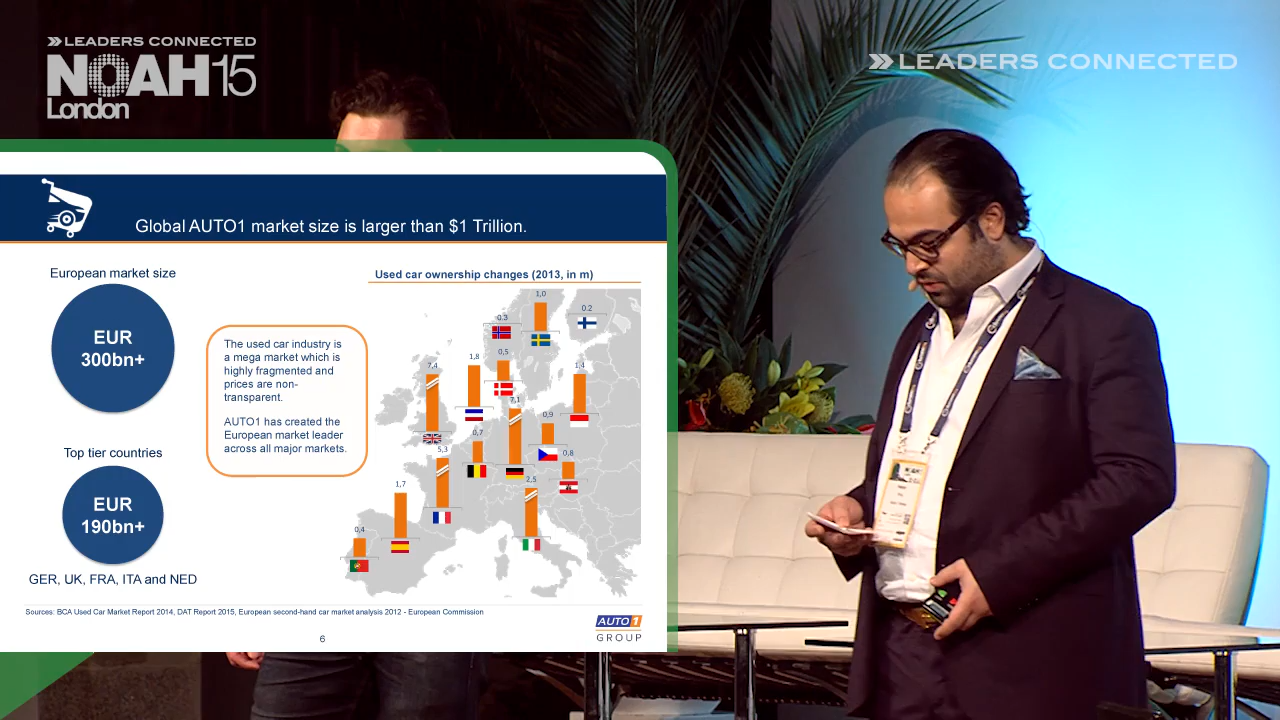 LEADERS CONNECTED
NOAH15
London
LEADERS CONNECTED
Global AUTO1 market size is larger than $1 Trillion.
European market size
EUR
300bn+
Top tier countries
EUR
190bn+
GER, UK, FRA, ITA and NED
The used car industry is
a mega market which is
highly fragmented and
prices are non-
transparent.
AUTO1 has created the
European market leader
across all major markets.
Used car ownership changes (2013, in m)
1,0
0.2
0.3
0,5
1,8
7,4
1,4
7,1
0,9
0,7
5,3
0,8
2,5
1,7
0,4
Sources: BCA Used Car Market Report 2014, DAT Report 2015, European second-hand car market analysis 2012 - European Commission
6
AUTO1
GROUP
NOAH